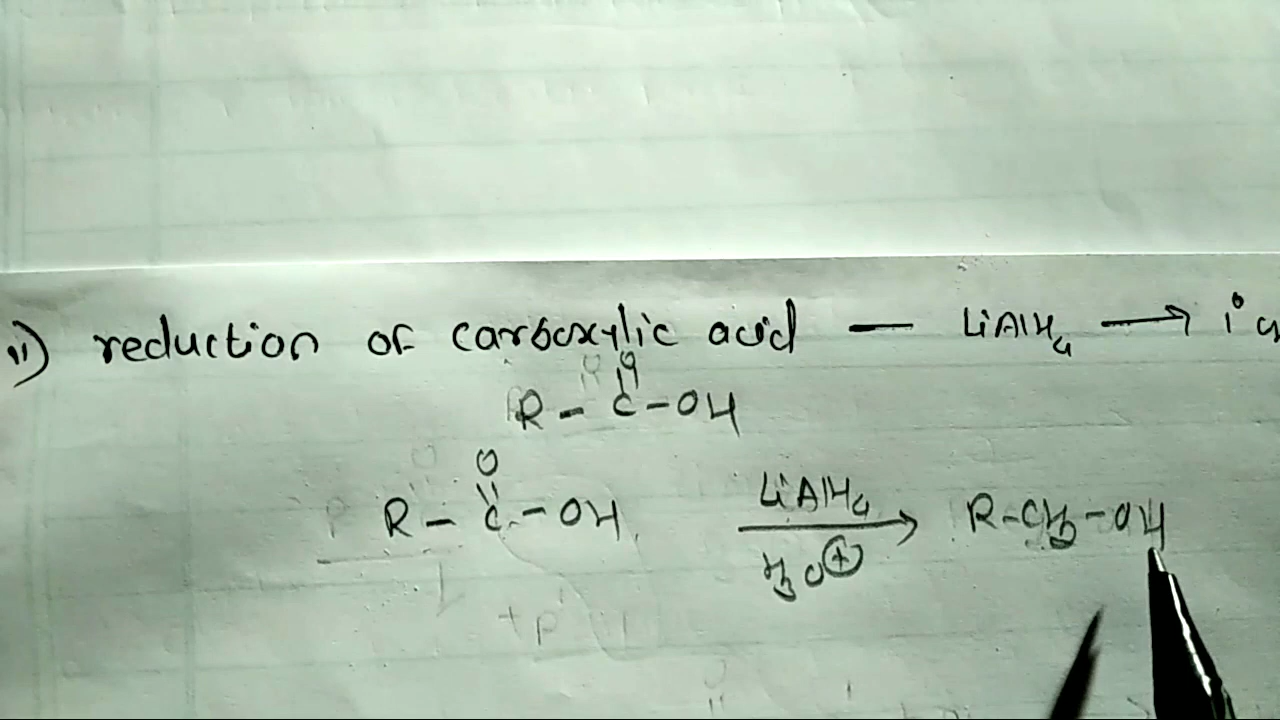 ii) reduction of carboxylic acid — LiAlH₄ ⟶ 1°
O
R - C - OH
O
R - C - OH LiAlH₄ ⟶ R-CH₂-OH
H₃O⊕